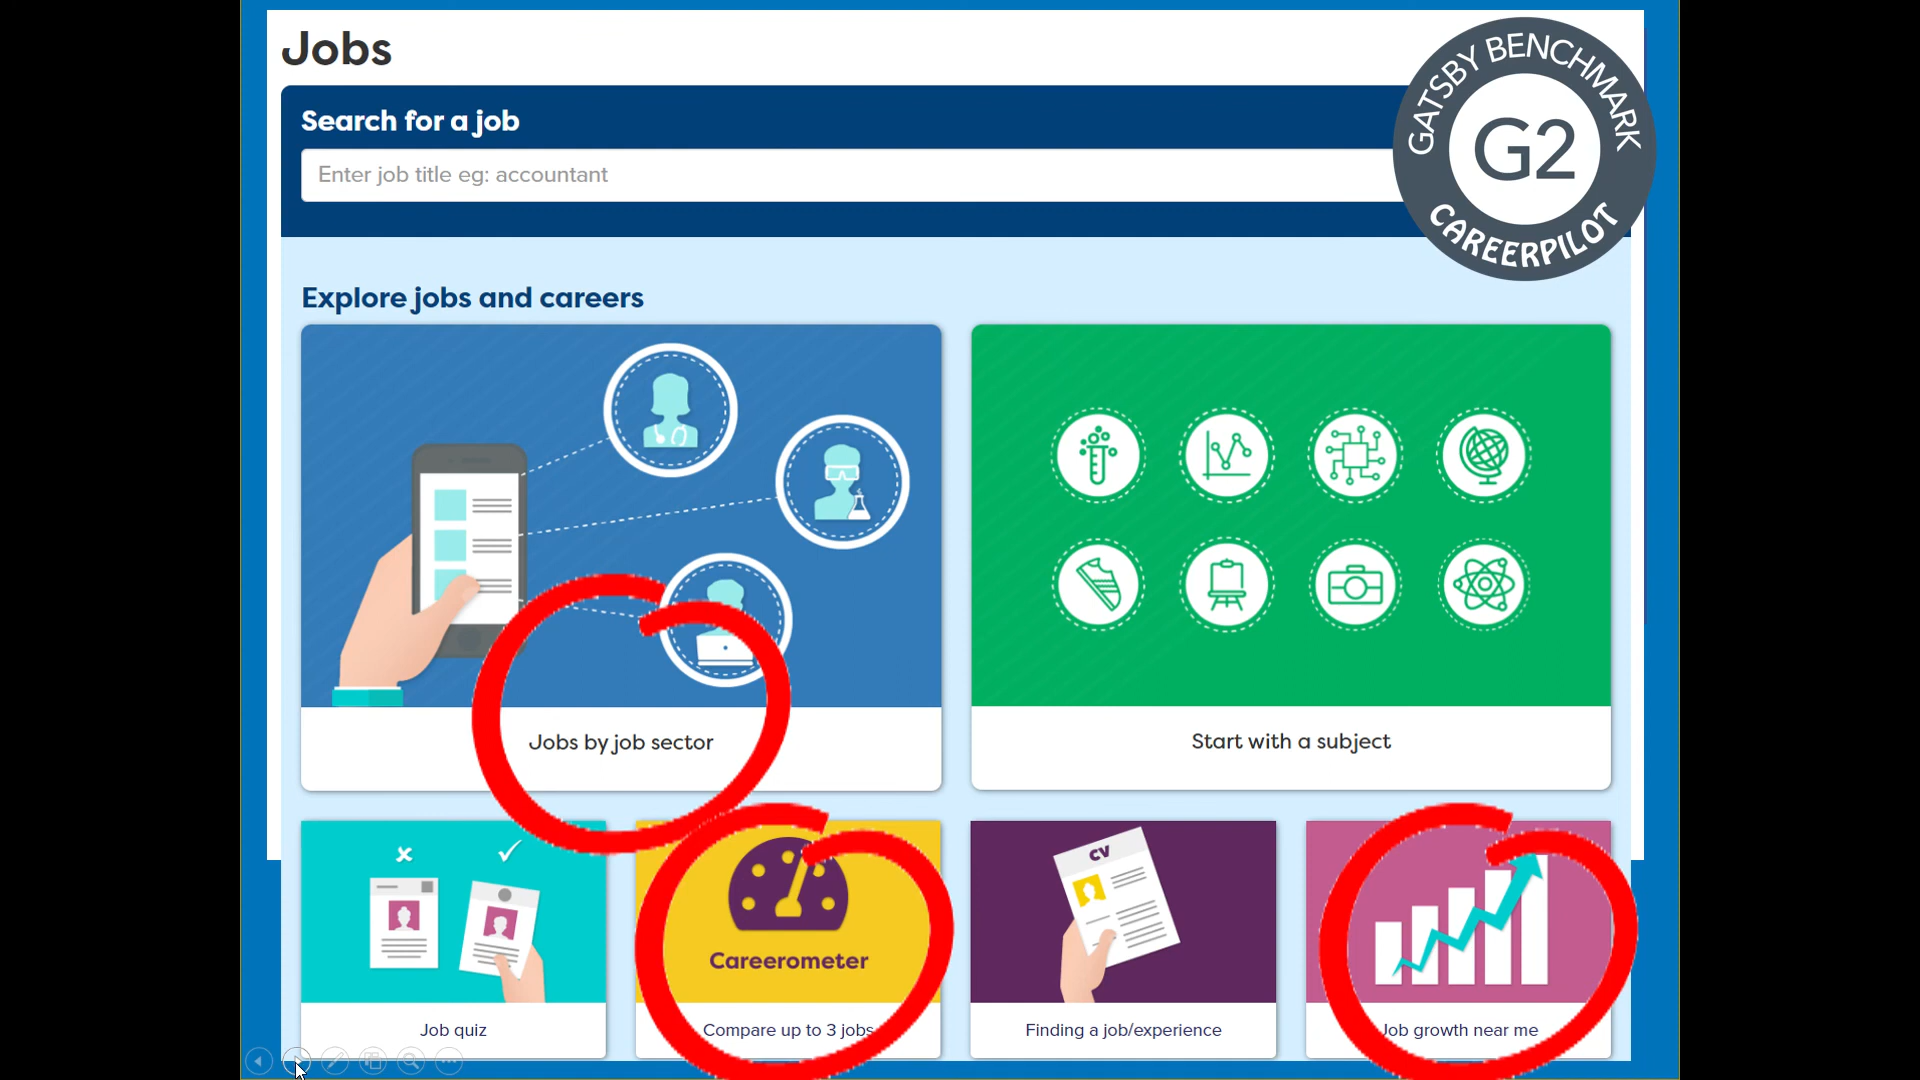 Jobs
GATSBY BENCHMARK
G2
CAREERPILOT
Search for a job
Enter job title eg: accountant
Explore jobs and careers
Jobs by job sector
Start with a subject
Careerometer
CV
Job quiz
Compare up to 3 jobs
Finding a job/experience
Job growth near me